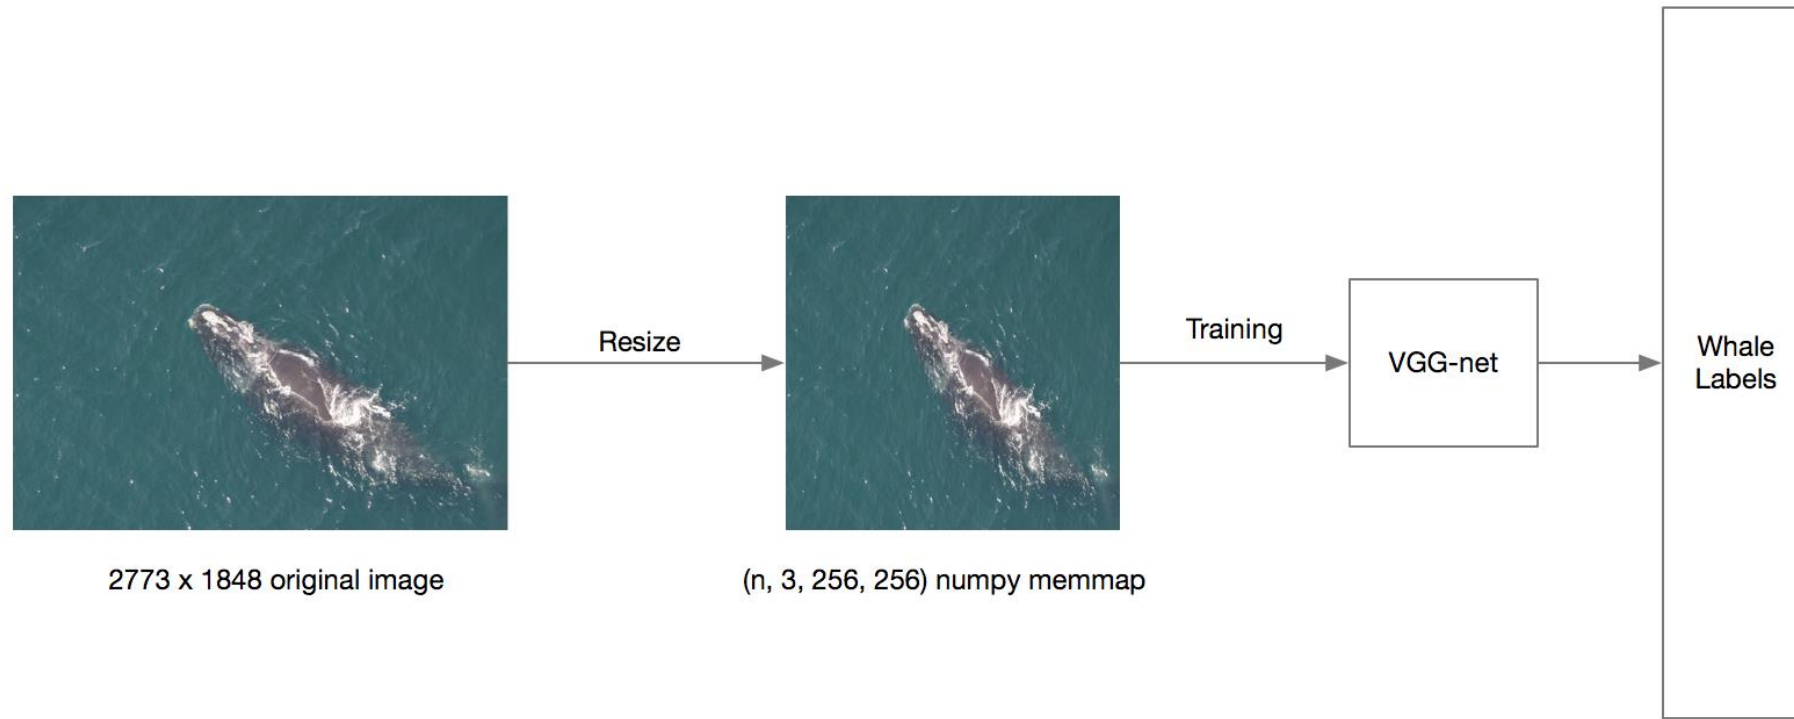 Resize
Training
VGG-net
Whale
Labels
2773 x 1848 original image
(n, 3, 256, 256) numpy memmap